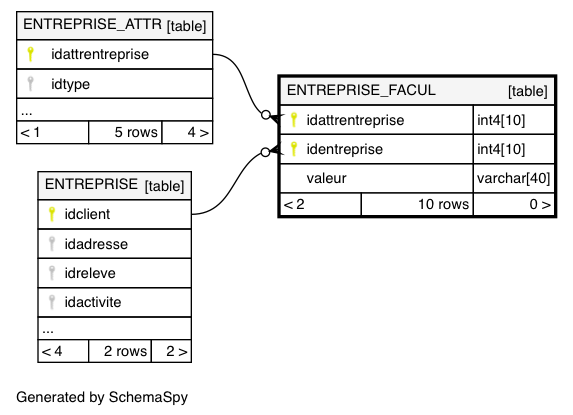 ENTREPRISE_ATTR [table]
idattrentreprise
idtype
...
< 1 5 rows 4 >
ENTREPRISE_FACUL [table]
idattrentreprise int4[10]
identreprise int4[10]
valeur varchar[40]
< 2 10 rows 0 >
ENTREPRISE [table]
idclient
idadresse
idreleve
idactivite
...
< 4 2 rows 2 >
Generated by SchemaSpy